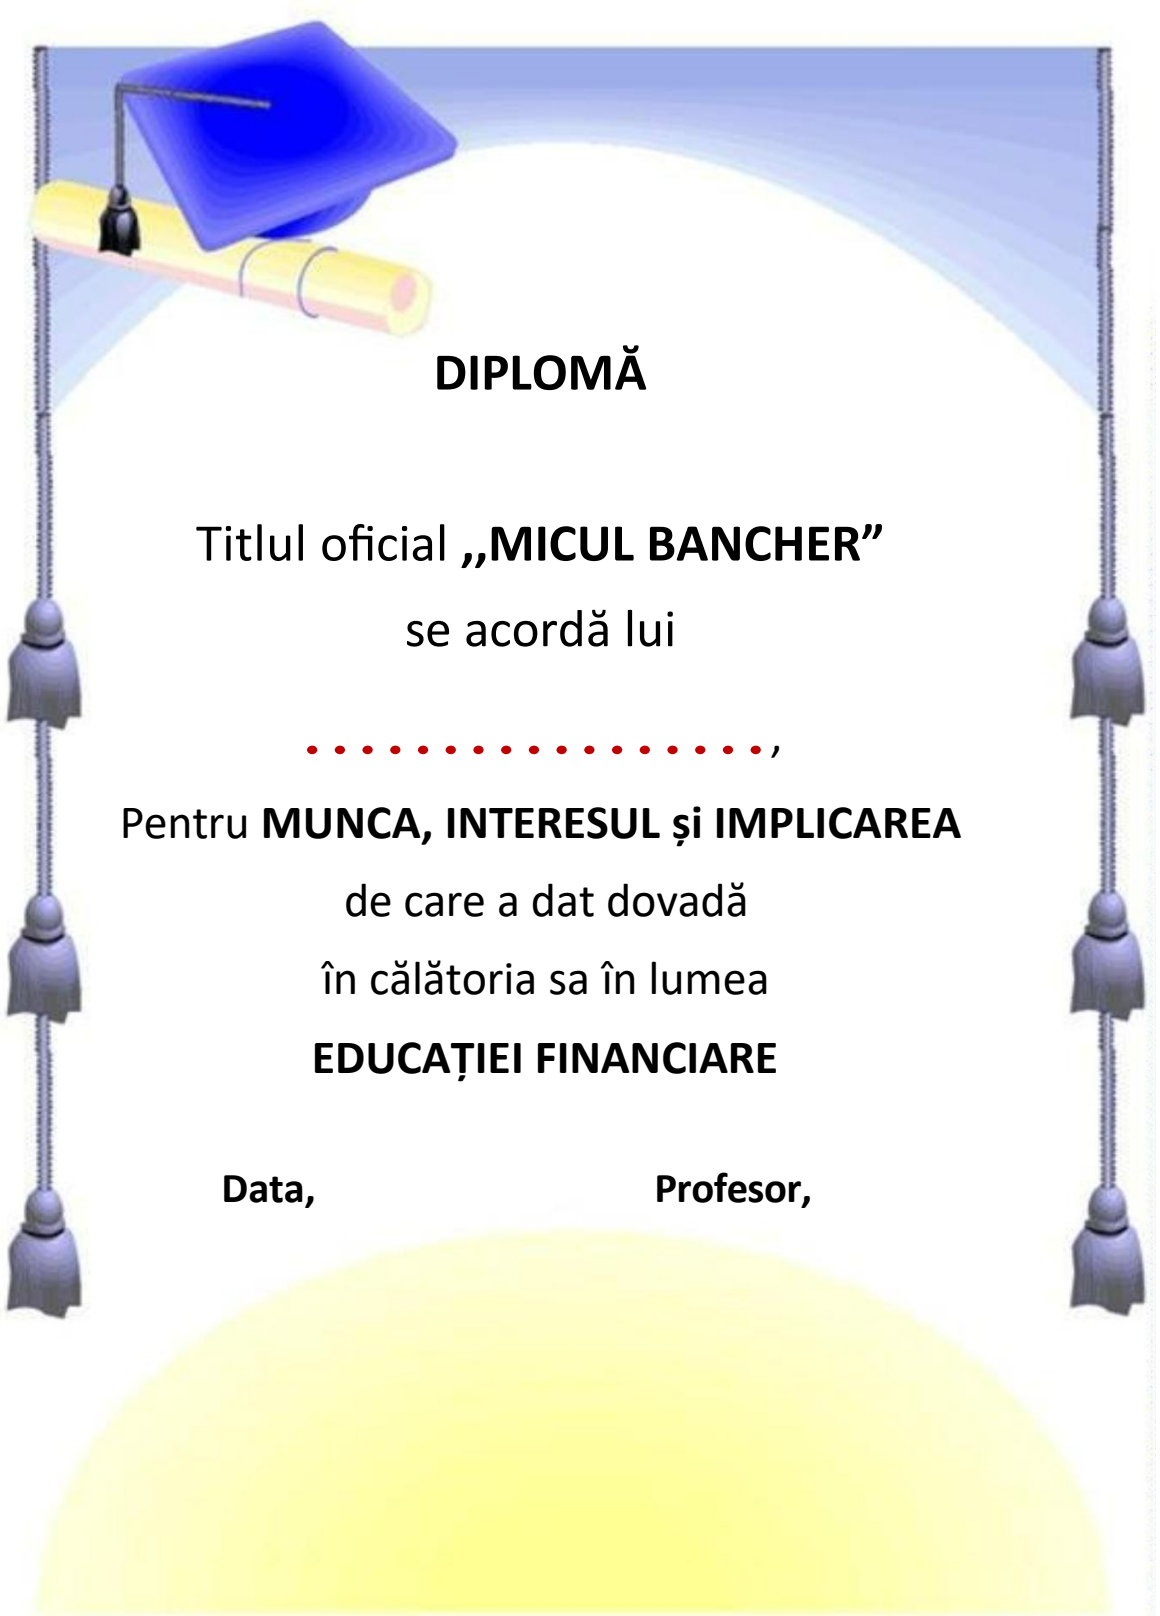 DIPLOMĂ
Titlul oficial ,,MICUL BANCHER”
se acordă lui
. . . . . . . . . . . . . . . . . ,
Pentru MUNCA, INTERESUL și IMPLICAREA
de care a dat dovadă
în călătoria sa în lumea
EDUCAȚIEI FINANCIARE
Data, Profesor,